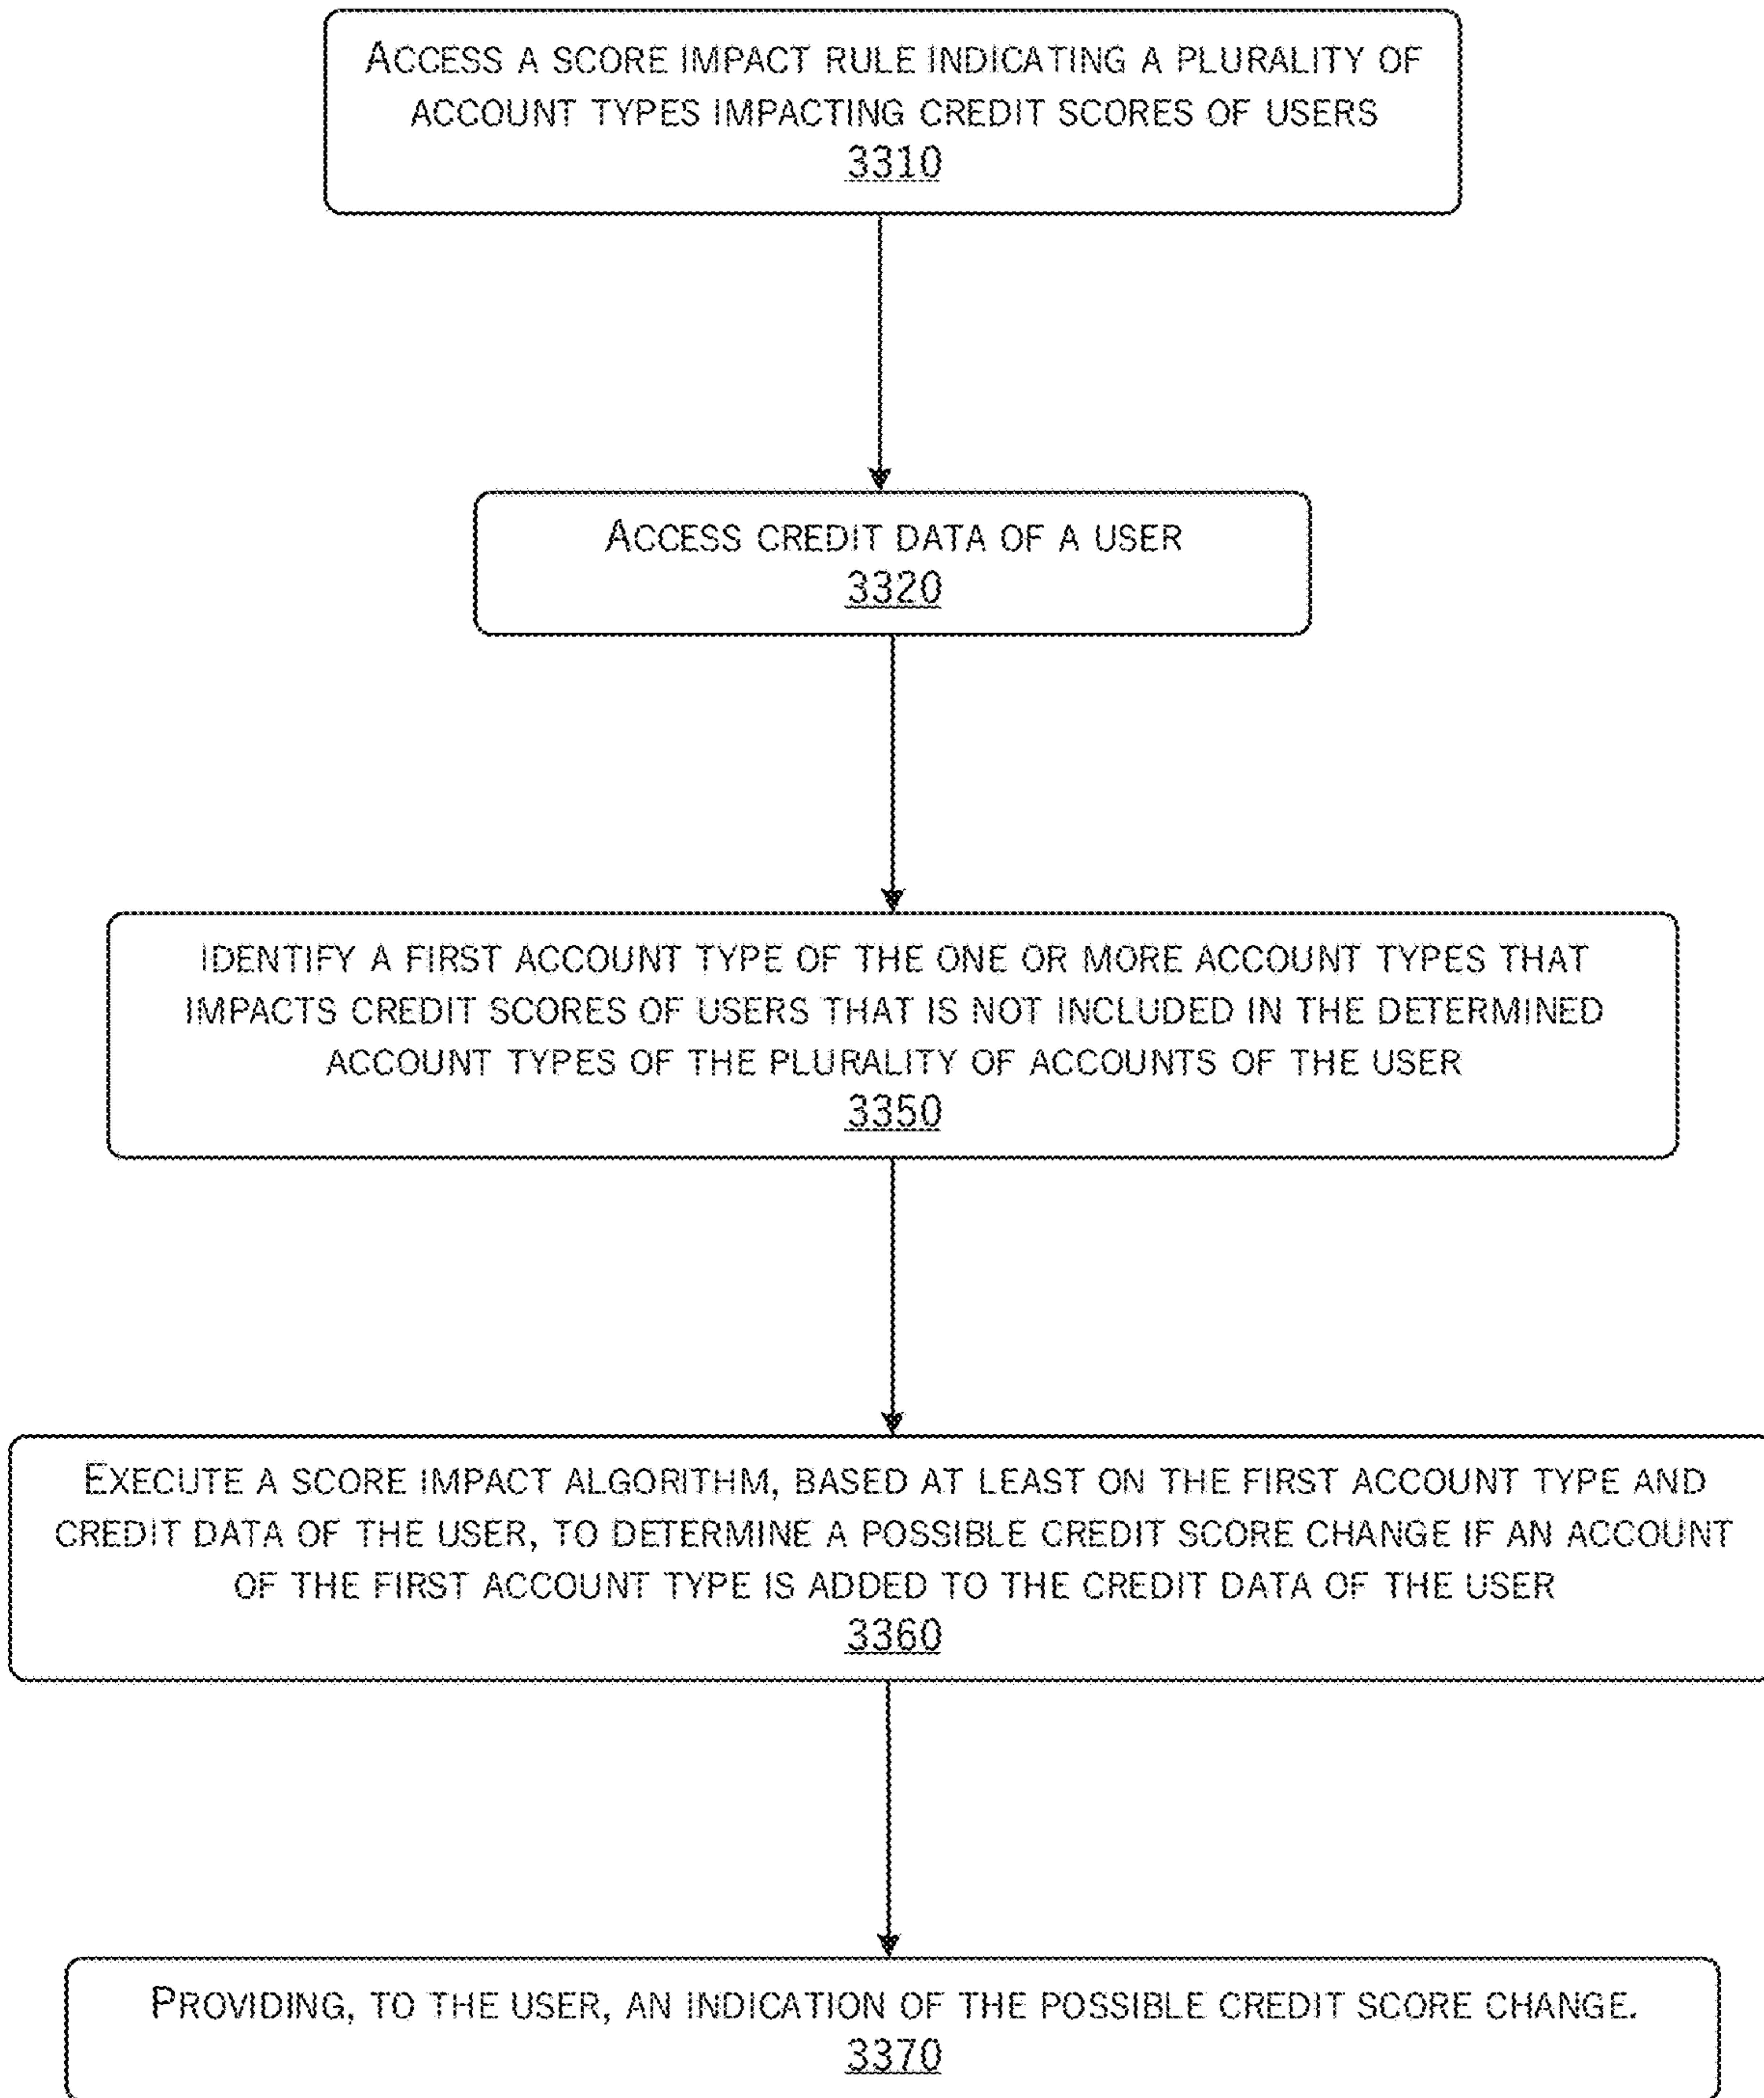 ACCESS A SCORE IMPACT RULE INDICATING A PLURALITY OF
ACCOUNT TYPES IMPACTING CREDIT SCORES OF USERS
3310
ACCESS CREDIT DATA OF A USER
3320
IDENTIFY A FIRST ACCOUNT TYPE OF THE ONE OR MORE ACCOUNT TYPES THAT
IMPACTS CREDIT SCORES OF USERS THAT IS NOT INCLUDED IN THE DETERMINED
ACCOUNT TYPES OF THE PLURALITY OF ACCOUNTS OF THE USER
3350
EXECUTE A SCORE IMPACT ALGORITHM, BASED AT LEAST ON THE FIRST ACCOUNT TYPE AND
CREDIT DATA OF THE USER, TO DETERMINE A POSSIBLE CREDIT SCORE CHANGE IF AN ACCOUNT
OF THE FIRST ACCOUNT TYPE IS ADDED TO THE CREDIT DATA OF THE USER
3360
PROVIDING, TO THE USER, AN INDICATION OF THE POSSIBLE CREDIT SCORE CHANGE.
3370